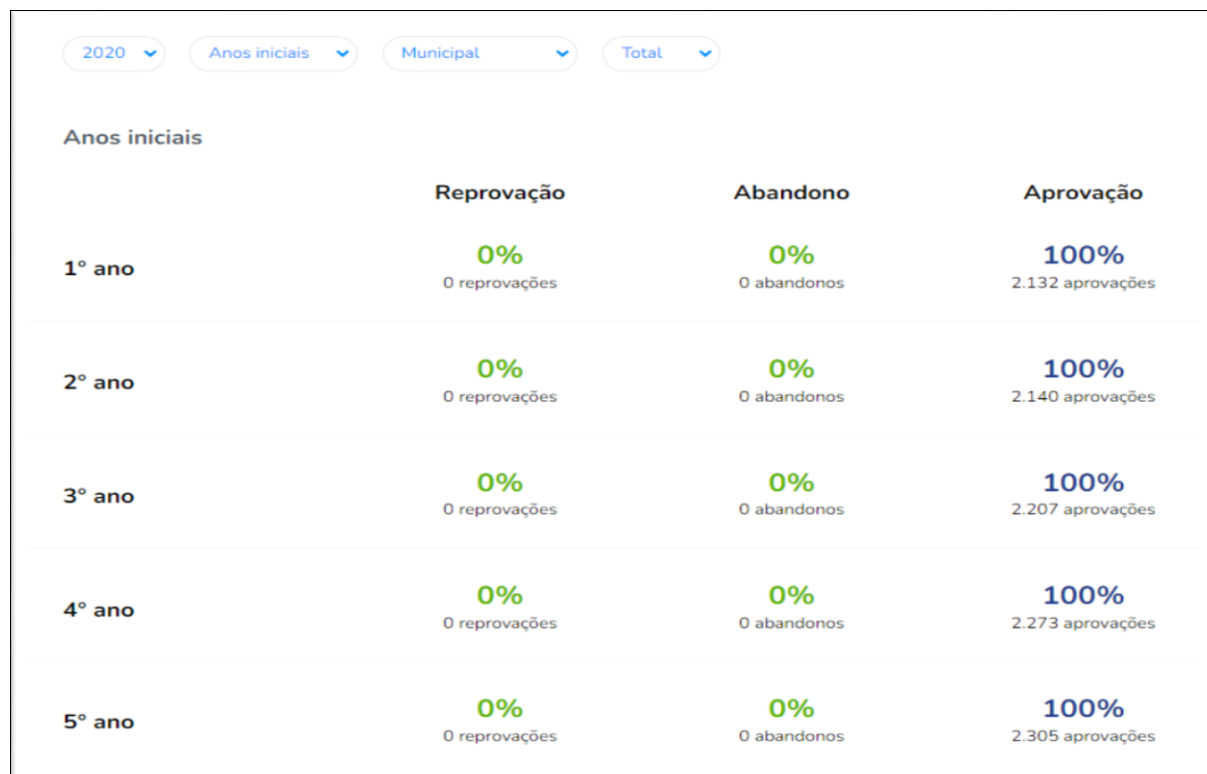 2020 Anos iniciais Municipal Total
Anos iniciais
Reprovação Abandono Aprovação
1° ano 0% 0% 100%
0 reprovações 0 abandonos 2.132 aprovações
2° ano 0% 0% 100%
0 reprovações 0 abandonos 2.140 aprovações
3° ano 0% 0% 100%
0 reprovações 0 abandonos 2.207 aprovações
4° ano 0% 0% 100%
0 reprovações 0 abandonos 2.273 aprovações
5° ano 0% 0% 100%
0 reprovações 0 abandonos 2.305 aprovações